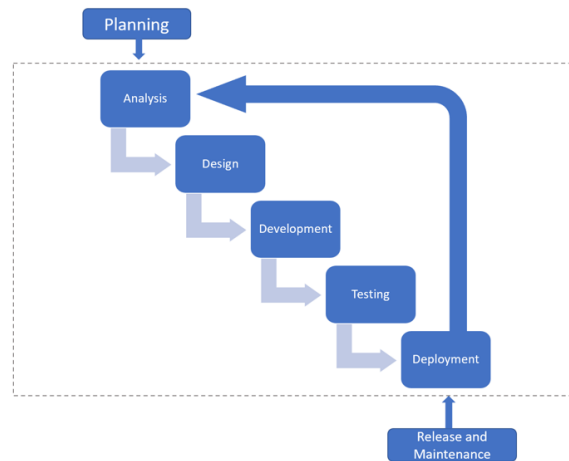 Planning
Analysis
Design
Development
Testing
Deployment
Release and
Maintenance